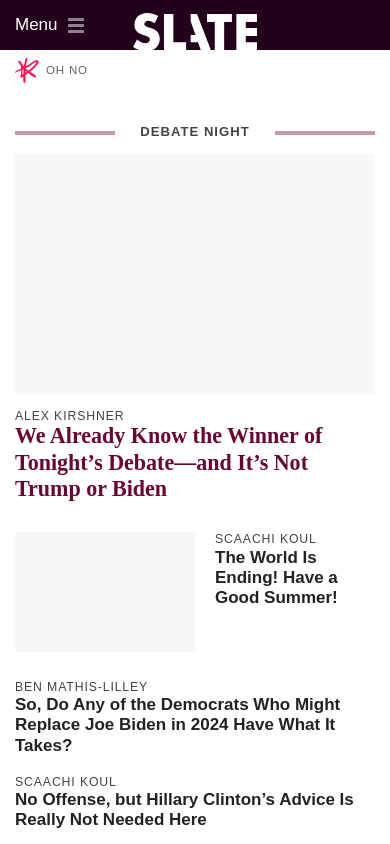 Menu
SLATE
OH NO
DEBATE NIGHT
ALEX KIRSHNER
We Already Know the Winner of
Tonight’s Debate—and It’s Not
Trump or Biden
SCAACHI KOUL
The World Is
Ending! Have a
Good Summer!
BEN MATHIS-LILLEY
So, Do Any of the Democrats Who Might
Replace Joe Biden in 2024 Have What It
Takes?
SCAACHI KOUL
No Offense, but Hillary Clinton’s Advice Is
Really Not Needed Here